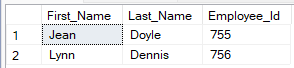 First_Name Last_Name Employee_Id
1 Jean Doyle 755
2 Lynn Dennis 756